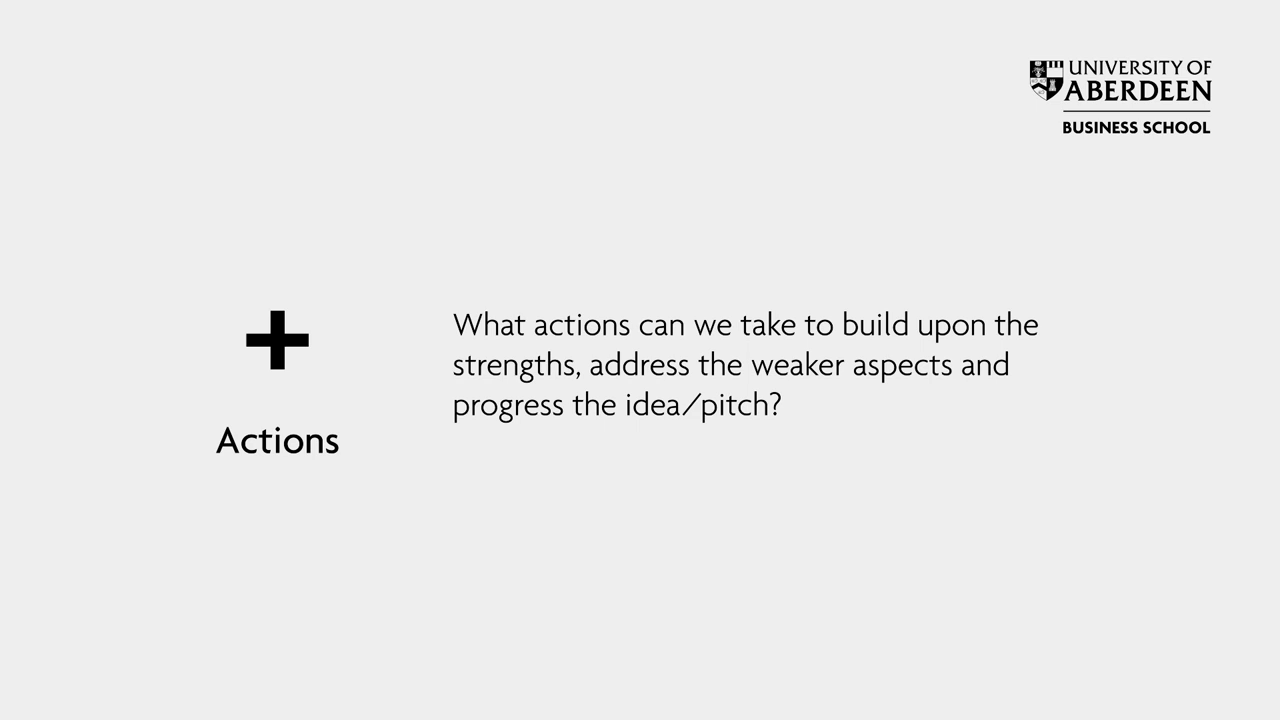 UNIVERSITY OF
ABERDEEN
BUSINESS SCHOOL
What actions can we take to build upon the
strengths, address the weaker aspects and
progress the idea/pitch?
Actions